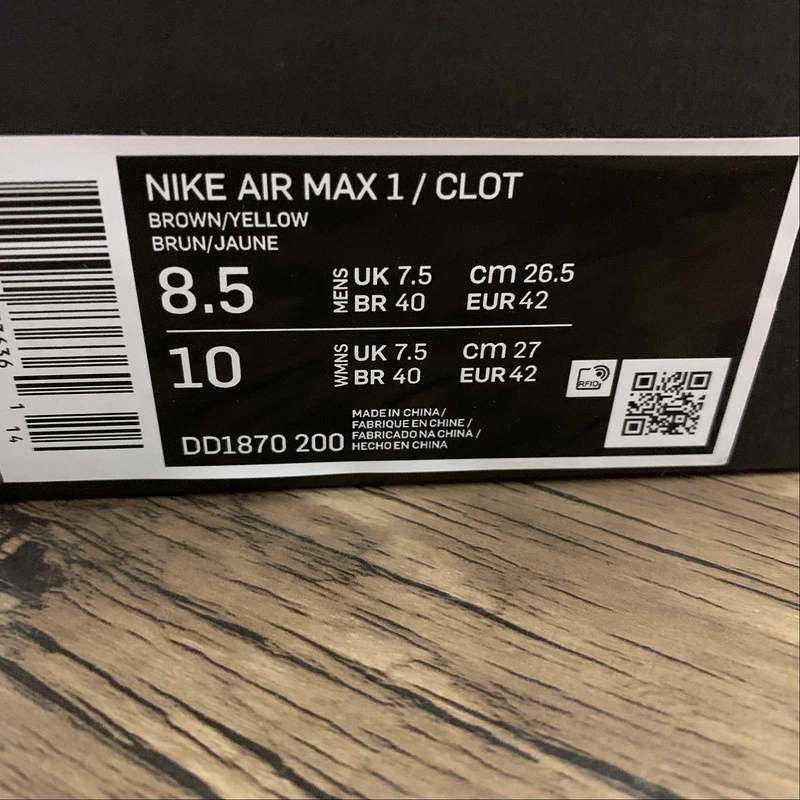 NIKE AIR MAX 1 / CLOT
BROWN/YELLOW
BRUN/JAUNE
8.5 MENS UK 7.5 cm 26.5
BR 40 EUR 42
10 WMNS UK 7.5 cm 27
BR 40 EUR 42
RFID
DD1870 200
MADE IN CHINA /
FABRIQUE EN CHINE /
FABRICADO NA CHINA /
HECHO EN CHINA
1 14